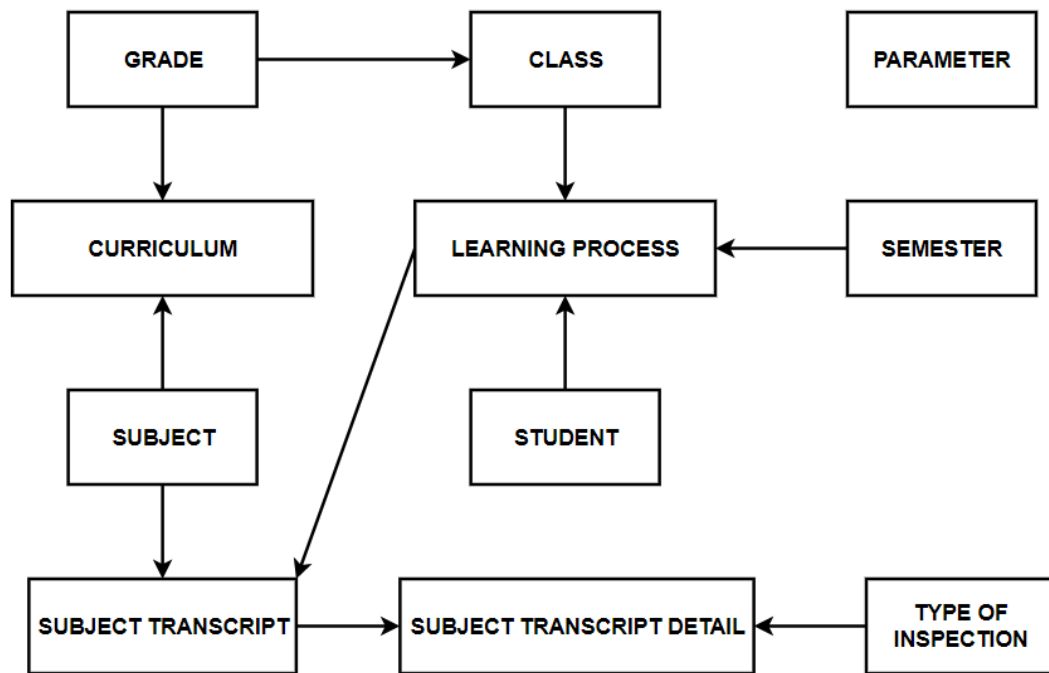 GRADE
CLASS
PARAMETER
CURRICULUM
LEARNING PROCESS
SEMESTER
SUBJECT
STUDENT
SUBJECT TRANSCRIPT
SUBJECT TRANSCRIPT DETAIL
TYPE OF
INSPECTION